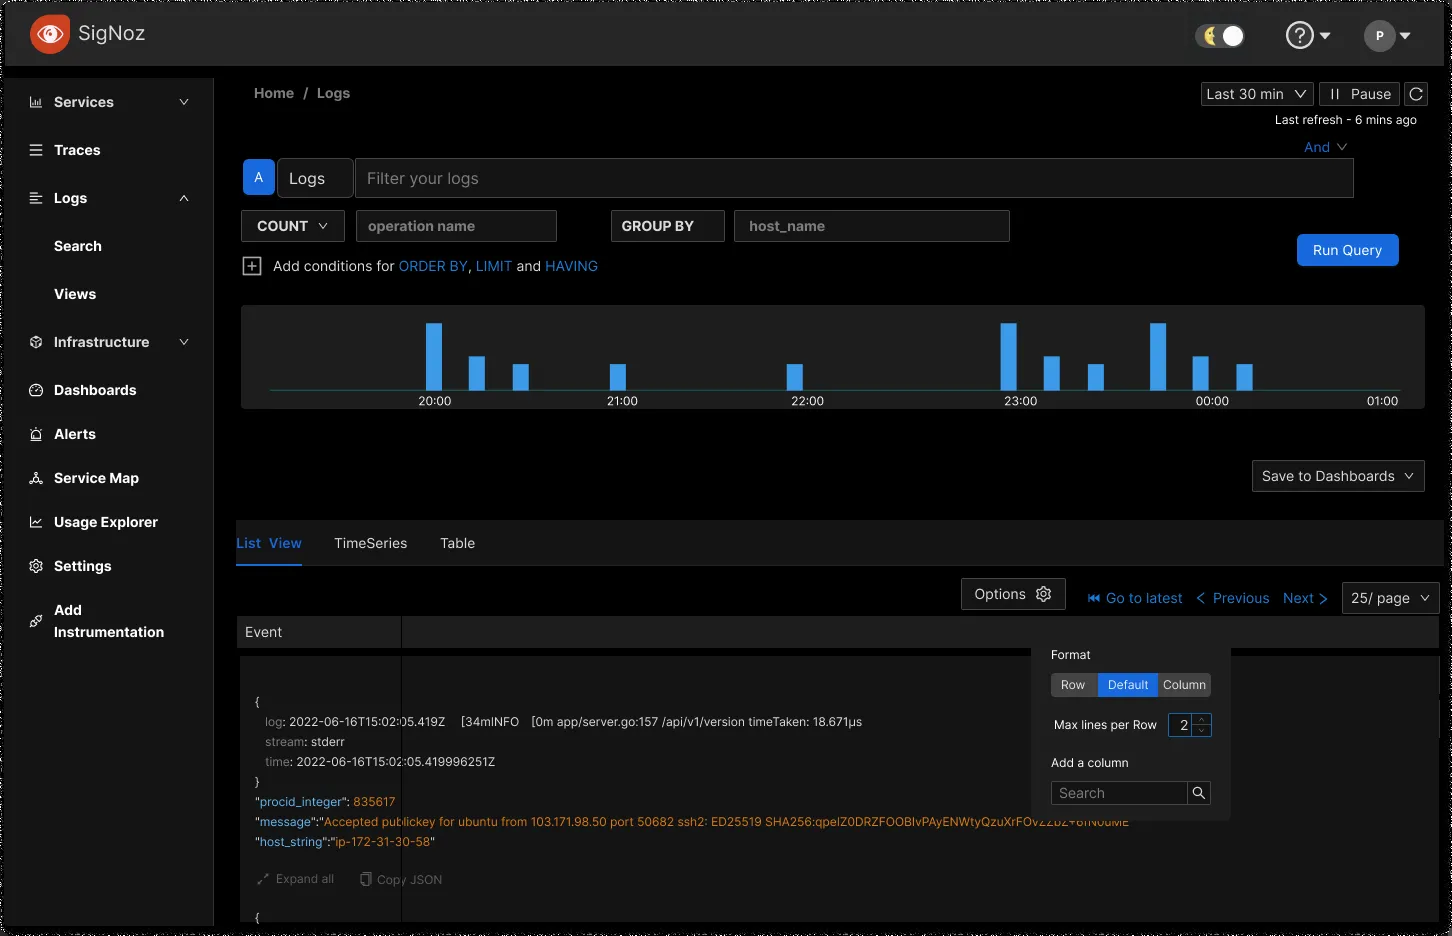 SigNoz
P
Services
Traces
Logs
Search
Views
Infrastructure
Dashboards
Alerts
Service Map
Usage Explorer
Settings
Add
Instrumentation
Home / Logs
Last 30 min
Pause
Last refresh - 6 mins ago
And
A
Logs
Filter your logs
COUNT
operation name
GROUP BY
host_name
Add conditions for ORDER BY, LIMIT and HAVING
Run Query
20:00 21:00 22:00 23:00 00:00 01:00
Save to Dashboards
List View
TimeSeries
Table
Options
Go to latest
Previous
Next
25/ page
Event
Format
Row Default Column
Max lines per Row 2
Add a column
Search
{
log: 2022-06-16T15:02:05.419Z [34mINFO [0m app/server.go:157 /api/v1/version timeTaken: 18.671µs
stream: stderr
time: 2022-06-16T15:02:05.419996251Z
}
"procid_integer": 835617
"message":"Accepted publickey for ubuntu from 103.171.98.50 port 50682 ssh2: ED25519
"host_string":"ip-172-31-30-58"
Expand all
Copy JSON
{